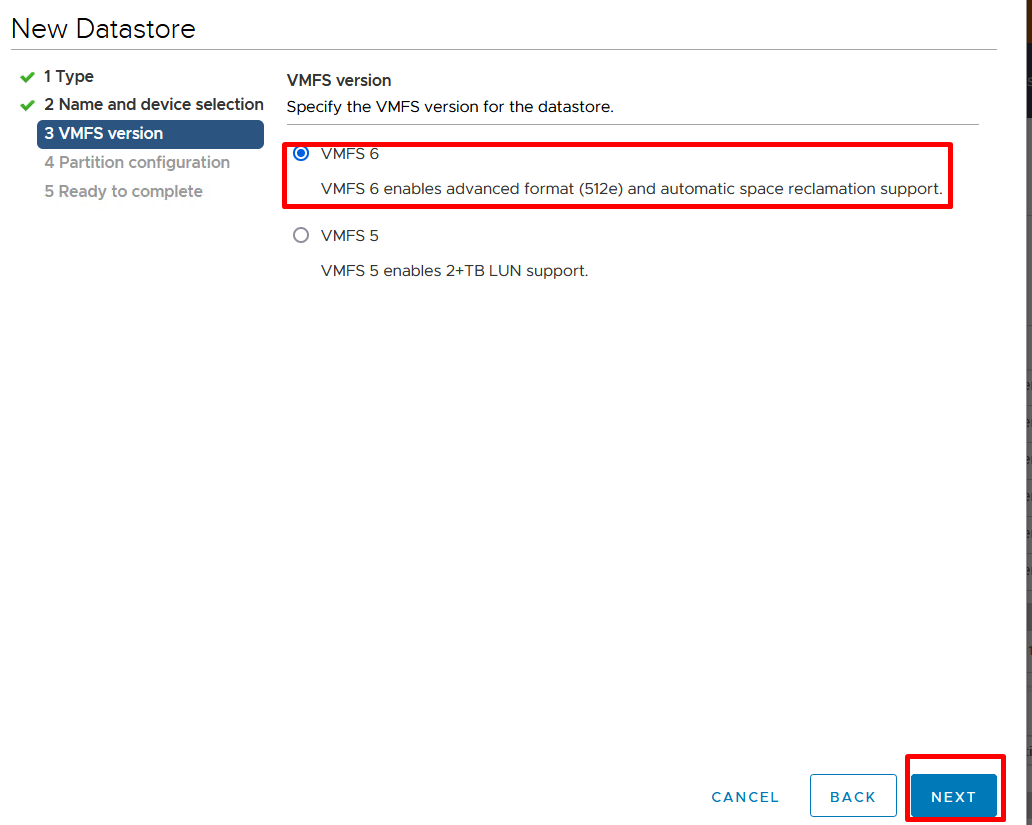 New Datastore
1 Type
2 Name and device selection
3 VMFS version
4 Partition configuration
5 Ready to complete
VMFS version
Specify the VMFS version for the datastore.
VMFS 6
VMFS 6 enables advanced format (512e) and automatic space reclamation support.
VMFS 5
VMFS 5 enables 2+TB LUN support.
CANCEL
BACK
NEXT